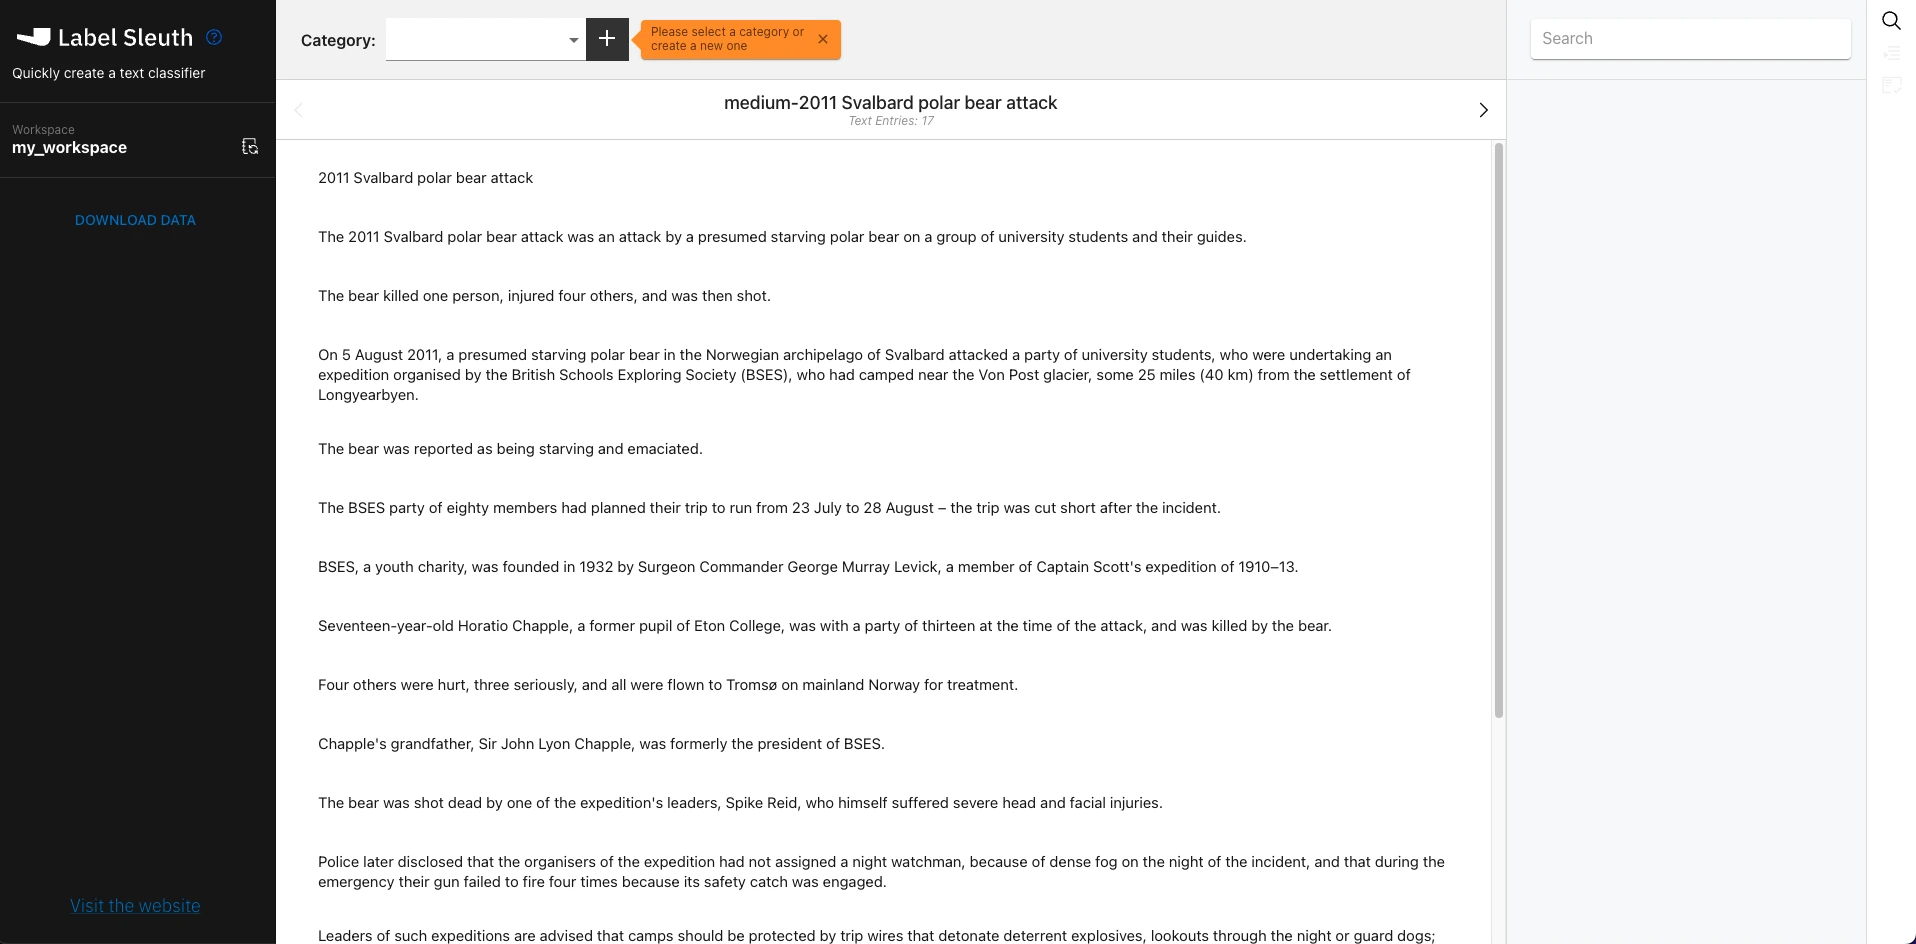 Label Sleuth
Quickly create a text classifier
Workspace
my_workspace
DOWNLOAD DATA
Visit the website
Category:
Please select a category or
create a new one
Search
medium-2011 Svalbard polar bear attack
Text Entries: 17
2011 Svalbard polar bear attack
The 2011 Svalbard polar bear attack was an attack by a presumed starving polar bear on a group of university students and their guides.
The bear killed one person, injured four others, and was then shot.
On 5 August 2011, a presumed starving polar bear in the Norwegian archipelago of Svalbard attacked a party of university students, who were undertaking an
expedition organised by the British Schools Exploring Society (BSES), who had camped near the Von Post glacier, some 25 miles (40 km) from the settlement of
Longyearbyen.
The bear was reported as being starving and emaciated.
The BSES party of eighty members had planned their trip to run from 23 July to 28 August – the trip was cut short after the incident.
BSES, a youth charity, was founded in 1932 by Surgeon Commander George Murray Levick, a member of Captain Scott's expedition of 1910–13.
Seventeen-year-old Horatio Chapple, a former pupil of Eton College, was with a party of thirteen at the time of the attack, and was killed by the bear.
Four others were hurt, three seriously, and all were flown to Tromsø on mainland Norway for treatment.
Chapple's grandfather, Sir John Lyon Chapple, was formerly the president of BSES.
The bear was shot dead by one of the expedition's leaders, Spike Reid, who himself suffered severe head and facial injuries.
Police later disclosed that the organisers of the expedition had not assigned a night watchman, because of dense fog on the night of the incident, and that during the
emergency their gun failed to fire four times because its safety catch was engaged.
Leaders of such expeditions are advised that camps should be protected by trip wires that detonate deterrent explosives, lookouts through the night or guard dogs;